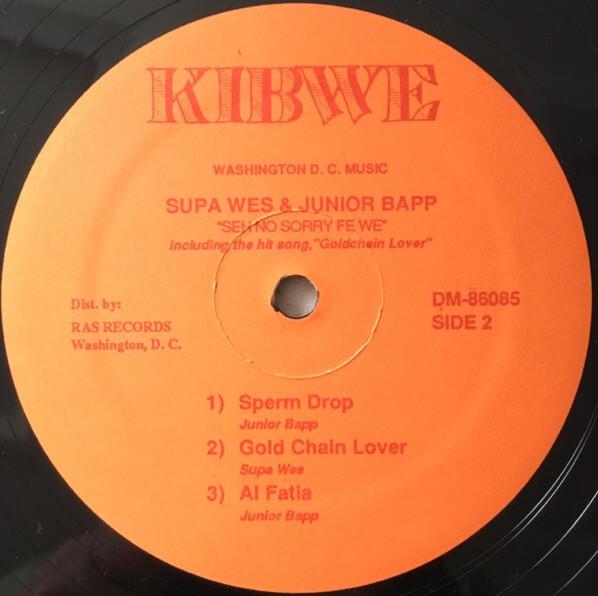 KIBWE
WASHINGTON D. C. MUSIC
SUPA WES & JUNIOR BAPP
"SEH NO SORRY FE WE"
including the hit song,"Goldchain Lover"
Dist. by:
RAS RECORDS
Washington, D. C.
DM-86085
SIDE 2
1) Sperm Drop
Junior Bapp
2) Gold Chain Lover
Supa Wes
3) Al Fatia
Junior Bapp